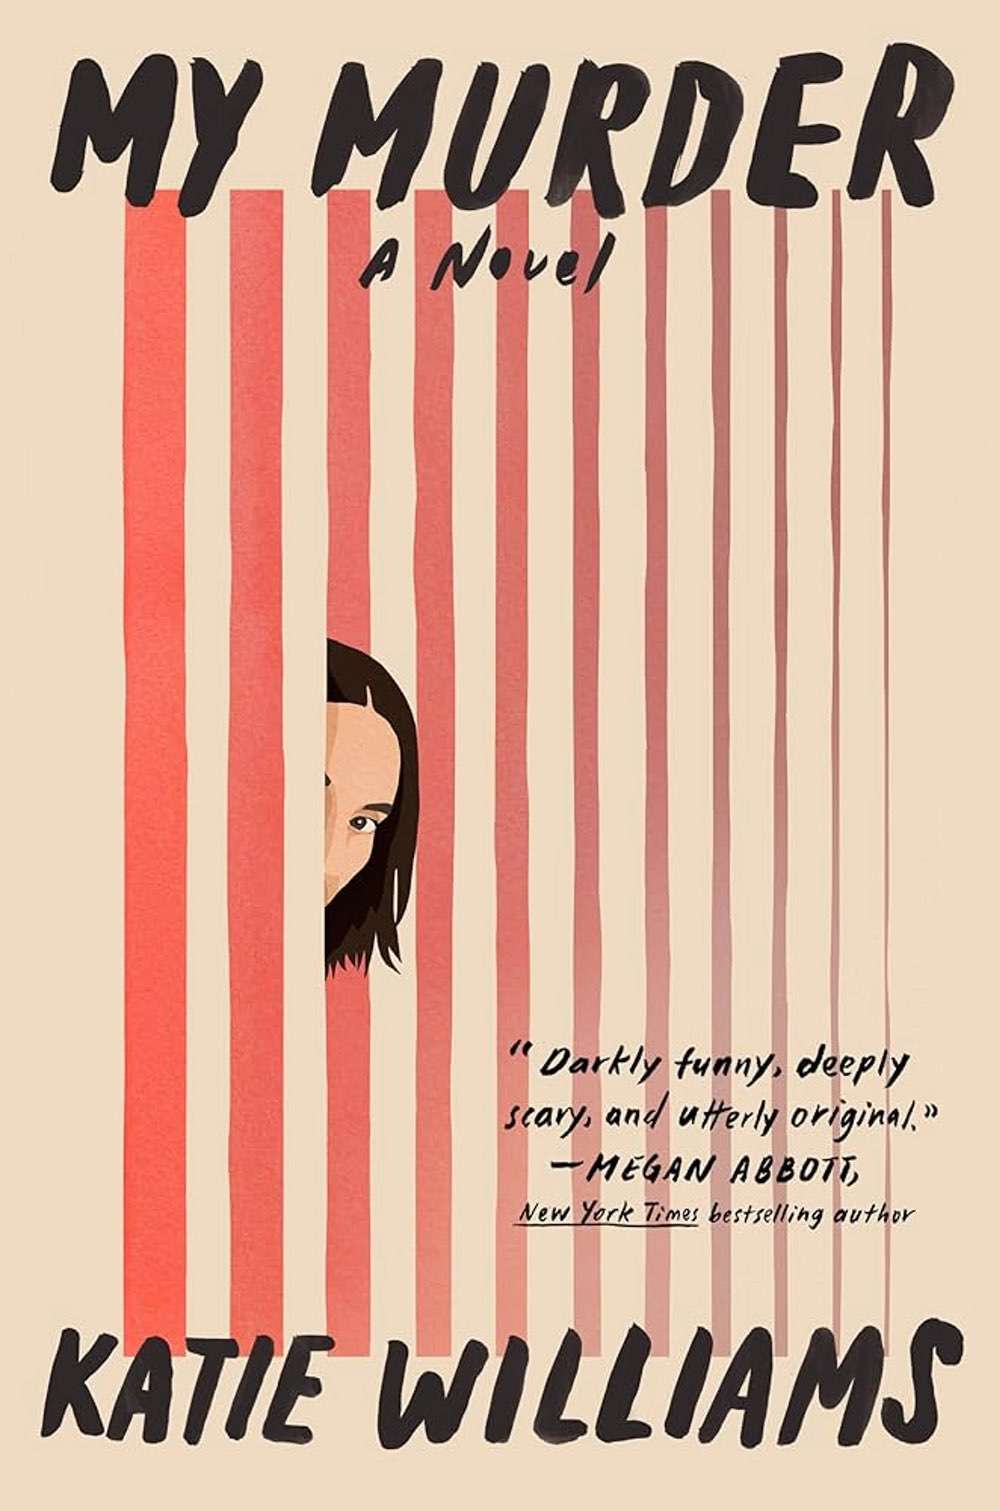 MY MURDER
A Novel
“Darkly funny, deeply
scary, and utterly original.”
—MEGAN ABBOTT,
New York Times bestselling author
KATIE WILLIAMS